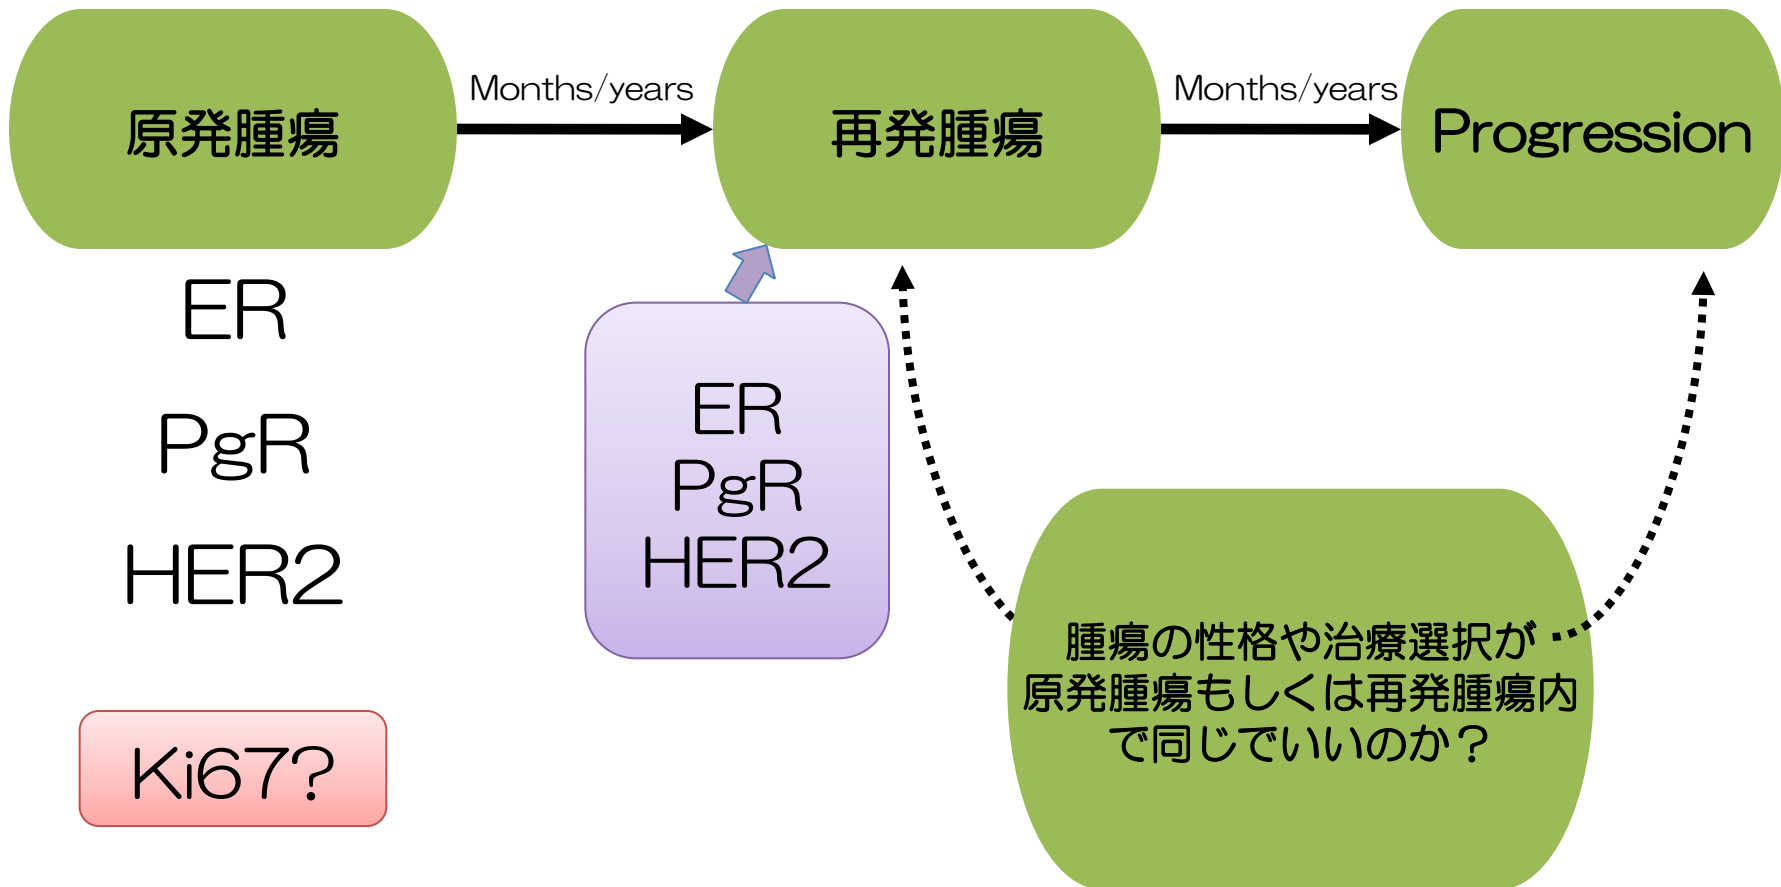 原発腫瘍
Months/years
再発腫瘍
Months/years
Progression
ER
PgR
HER2
Ki67?
ER
PgR
HER2
腫瘍の性格や治療選択が
原発腫瘍もしくは再発腫瘍内
で同じでいいのか？